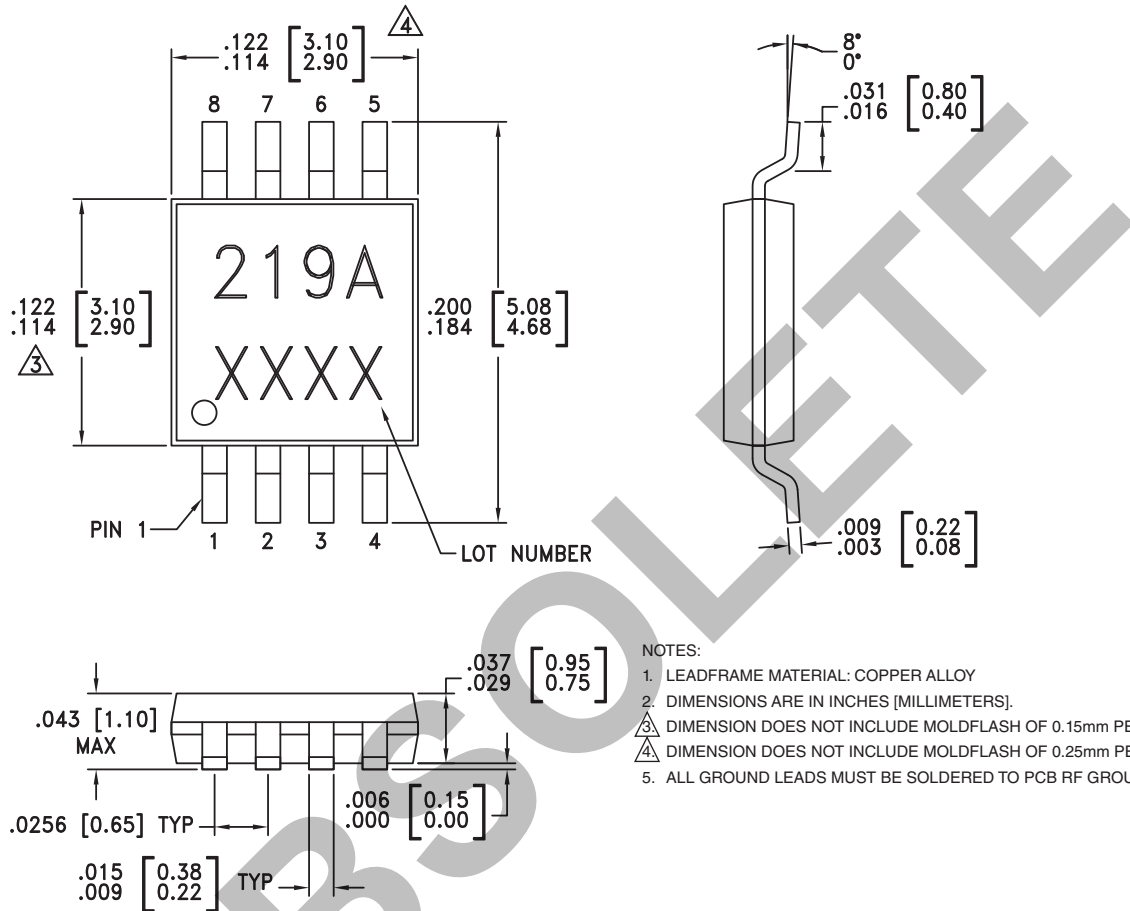 4
.122 [3.10]
.114 [2.90]
8 7 6 5
219A
XXXX
.122 [3.10]
.114 [2.90]
3
.200 [5.08]
.184 [4.68]
PIN 1
1 2 3 4
LOT NUMBER
8°
0°
.031 [0.80]
.016 [0.40]
.009 [0.22]
.003 [0.08]
.037 [0.95]
.029 [0.75]
.043 [1.10]
MAX
.006 [0.15]
.000 [0.00]
.0256 [0.65] TYP
.015 [0.38] TYP
.009 [0.22]
NOTES:
1. LEADFRAME MATERIAL: COPPER ALLOY
2. DIMENSIONS ARE IN INCHES [MILLIMETERS].
3. DIMENSION DOES NOT INCLUDE MOLDFLASH OF 0.15mm PE
4. DIMENSION DOES NOT INCLUDE MOLDFLASH OF 0.25mm PE
5. ALL GROUND LEADS MUST BE SOLDERED TO PCB RF GROU
BSOLETE